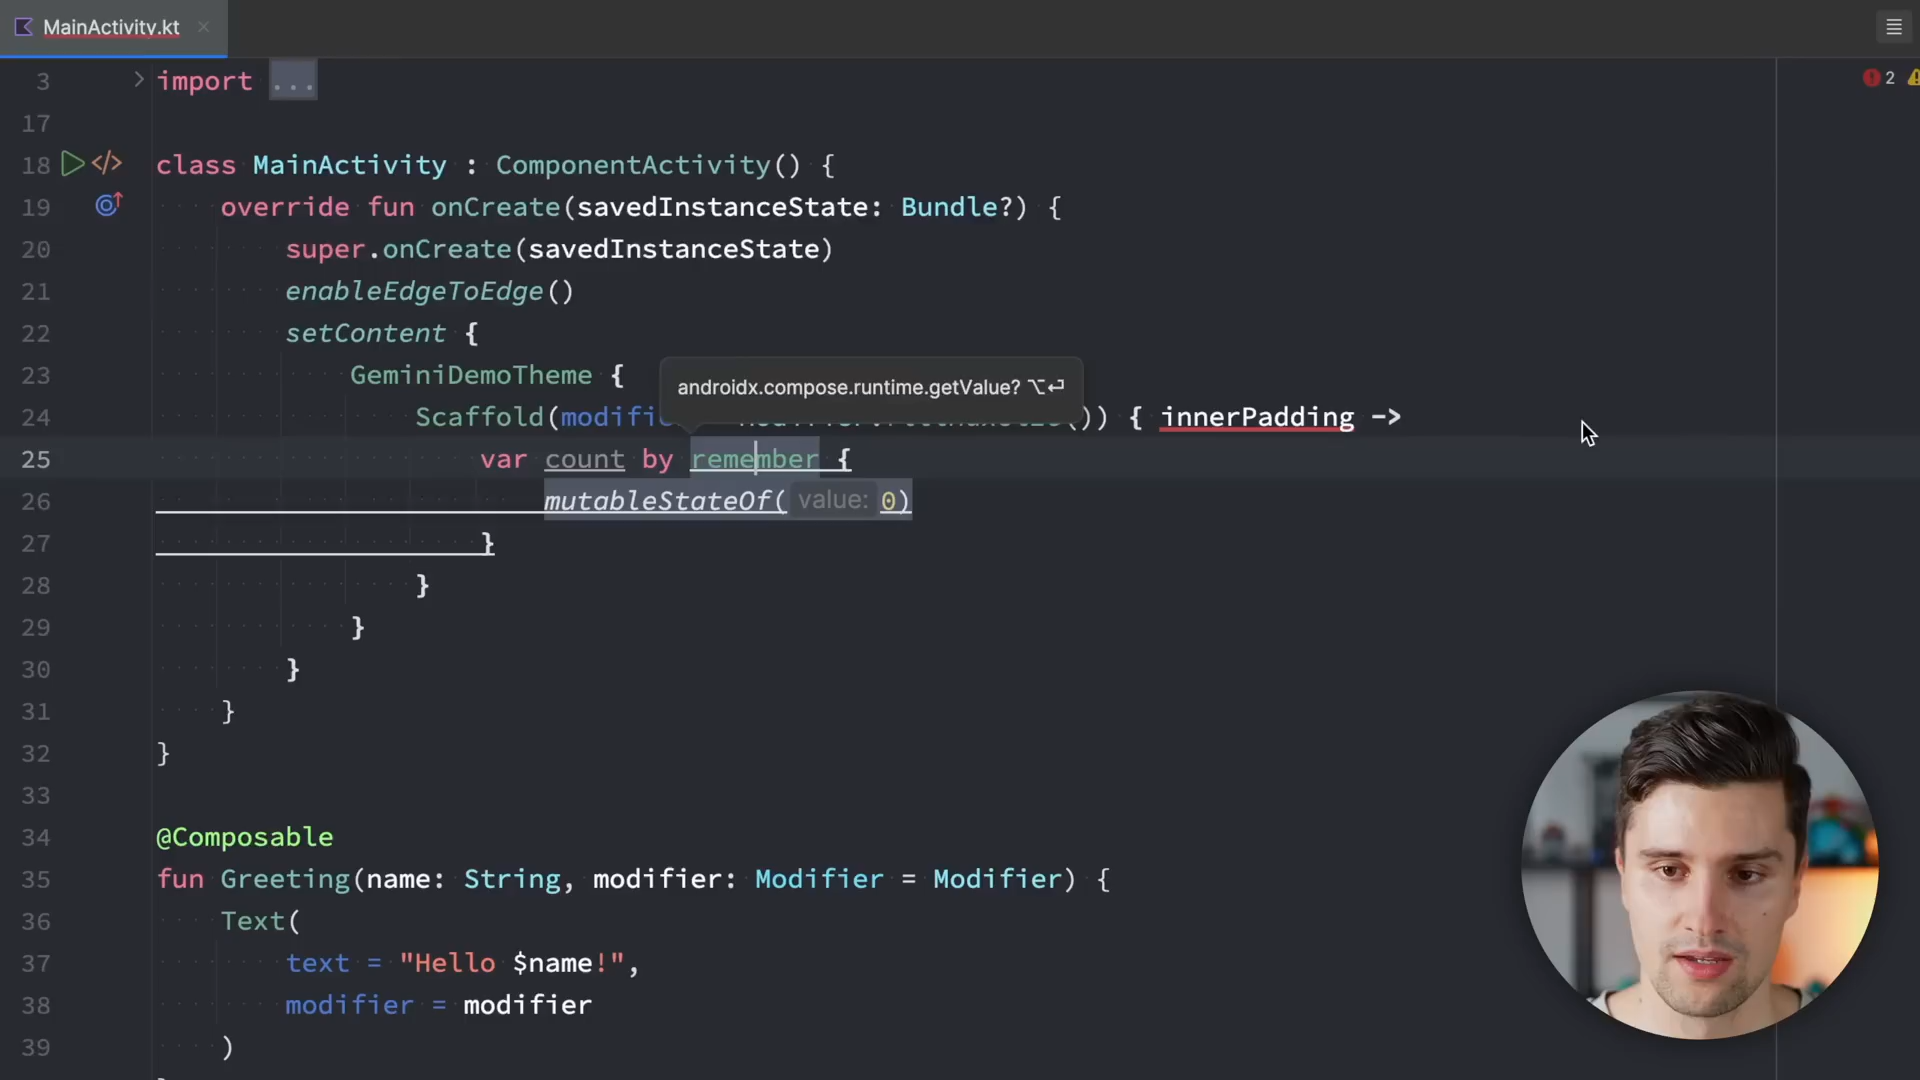 MainActivity.kt
3 import ...
2
17
18 class MainActivity : ComponentActivity() {
19 override fun onCreate(savedInstanceState: Bundle?) {
20 super.onCreate(savedInstanceState)
21 enableEdgeToEdge()
22 setContent {
23 GeminiDemoTheme {
androidx.compose.runtime.getValue? ⌥⏎
24 Scaffold(modifie ()) { innerPadding ->
25 var count by remember {
26 mutableStateOf( value: 0)
27 }
28 }
29 }
30 }
31 }
32 }
33
34 @Composable
35 fun Greeting(name: String, modifier: Modifier = Modifier) {
36 Text(
37 text = "Hello $name!",
38 modifier = modifier
39 )